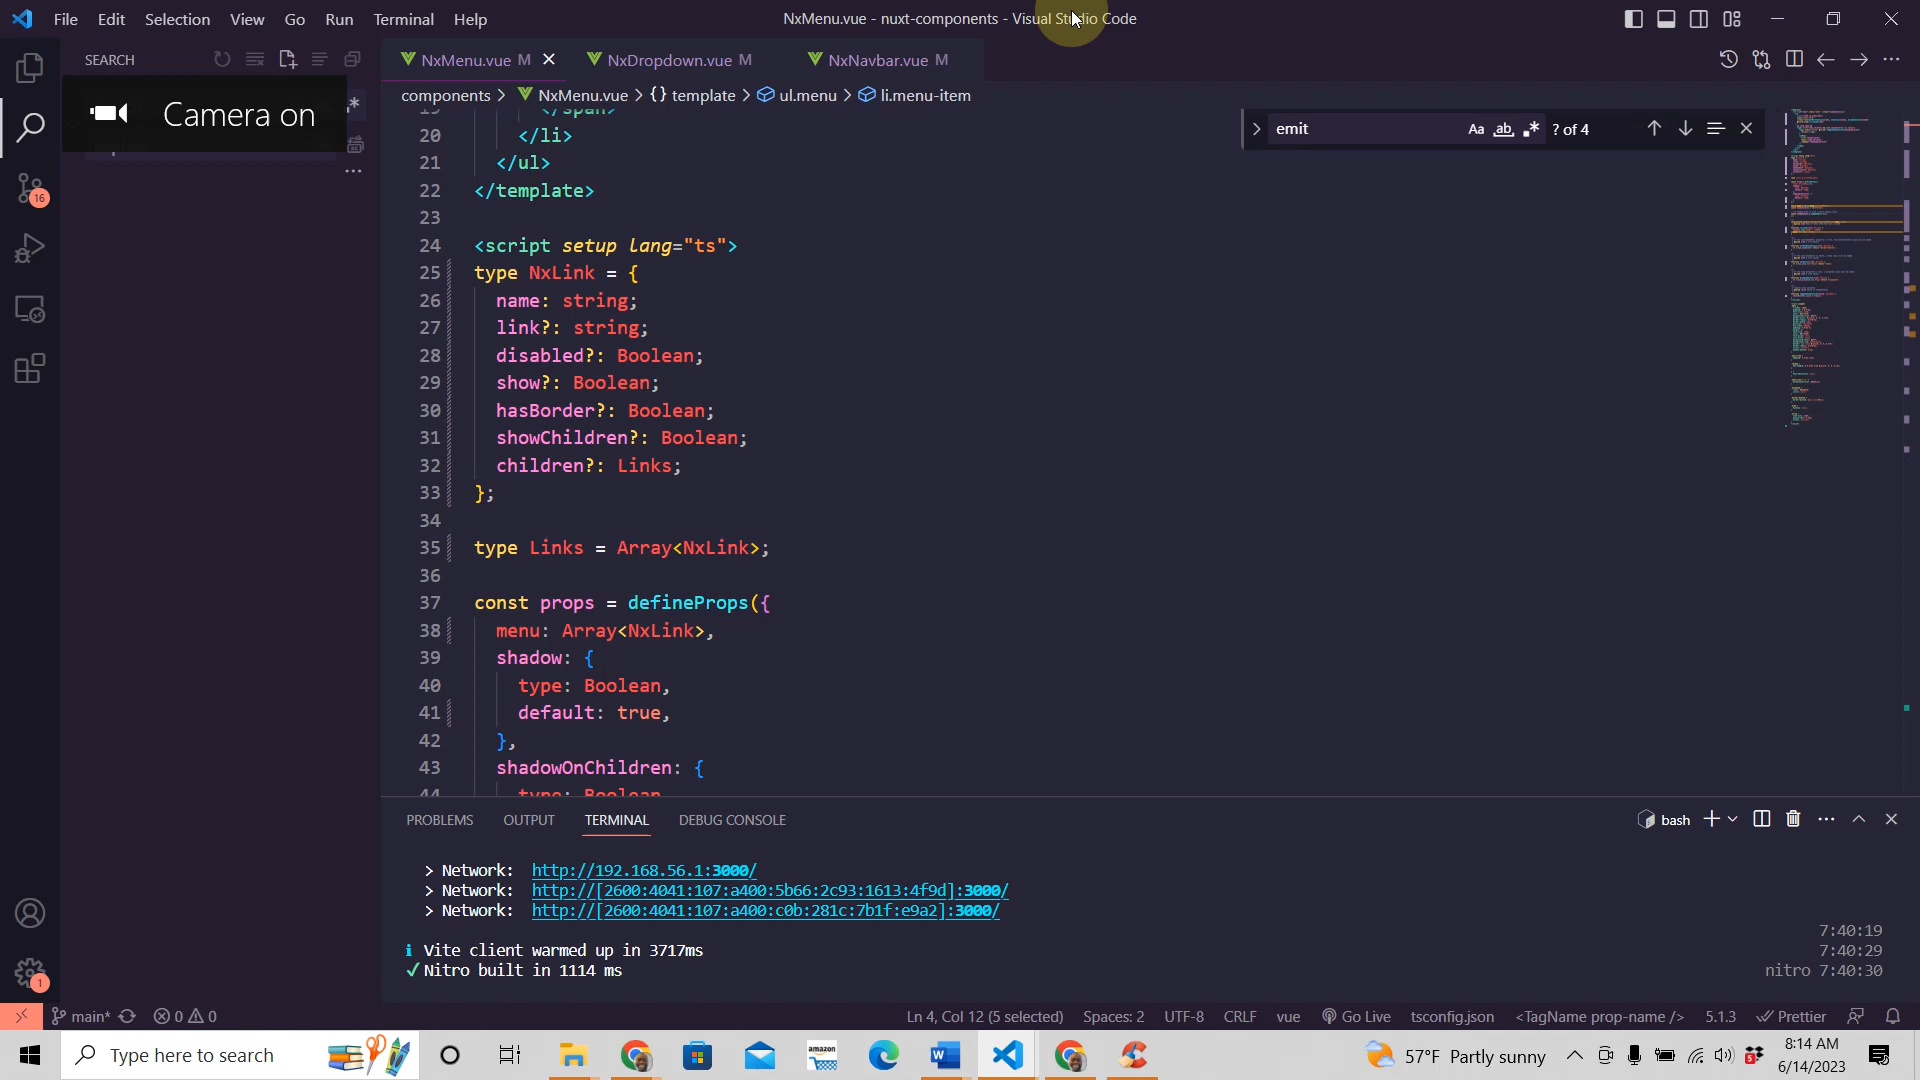 File Edit Selection View Go Run Terminal Help
NxMenu.vue - nuxt-components - Visual Studio Code
SEARCH
NxMenu.vue M
NxDropdown.vue M
NxNavbar.vue M
Camera on
components > NxMenu.vue > {} template > ul.menu > li.menu-item
emit
Aa ab .* ? of 4
19 </span>
20 </li>
21 </ul>
22 </template>
23
24 <script setup lang="ts">
25 type NxLink = {
26 name: string;
27 link?: string;
28 disabled?: Boolean;
29 show?: Boolean;
30 hasBorder?: Boolean;
31 showChildren?: Boolean;
32 children?: Links;
33 };
34
35 type Links = Array<NxLink>;
36
37 const props = defineProps({
38 menu: Array<NxLink>,
39 shadow: {
40 type: Boolean,
41 default: true,
42 },
43 shadowOnChildren: {
44 type: Boolean
16
1
PROBLEMS OUTPUT TERMINAL DEBUG CONSOLE
bash
> Network: http://192.168.56.1:3000/
> Network: http://[2600:4041:107:a400:5b66:2c93:1613:4f9d]:3000/
> Network: http://[2600:4041:107:a400:c0b:281c:7b1f:e9a2]:3000/
7:40:19
i Vite client warmed up in 3717ms 7:40:29
✓ Nitro built in 1114 ms nitro 7:40:30
main* 0 0 Ln 4, Col 12 (5 selected) Spaces: 2 UTF-8 CRLF vue Go Live tsconfig.json <TagName prop-name /> 5.1.3 Prettier
Type here to search
amazon
57°F Partly sunny
8:14 AM
6/14/2023